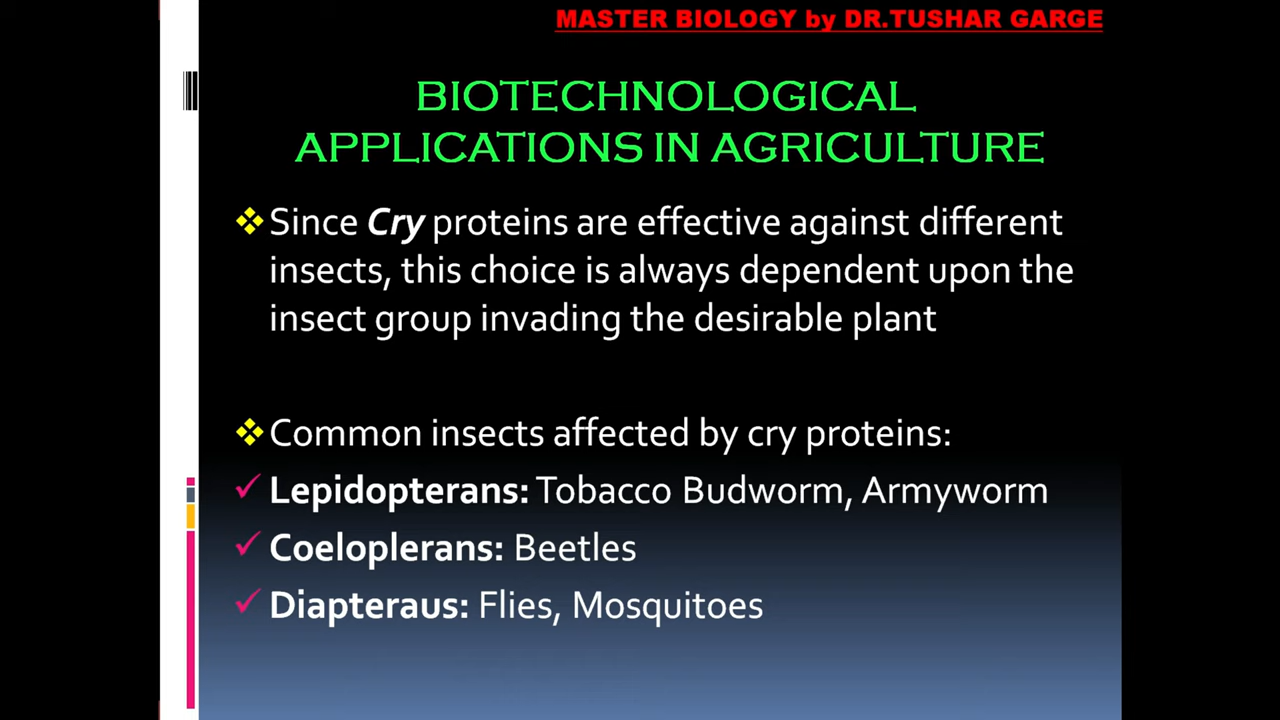 MASTER BIOLOGY by DR.TUSHAR GARGE
BIOTECHNOLOGICAL
APPLICATIONS IN AGRICULTURE
Since Cry proteins are effective against different
insects, this choice is always dependent upon the
insect group invading the desirable plant
Common insects affected by cry proteins:
Lepidopterans: Tobacco Budworm, Armyworm
Coeloplerans: Beetles
Diapteraus: Flies, Mosquitoes